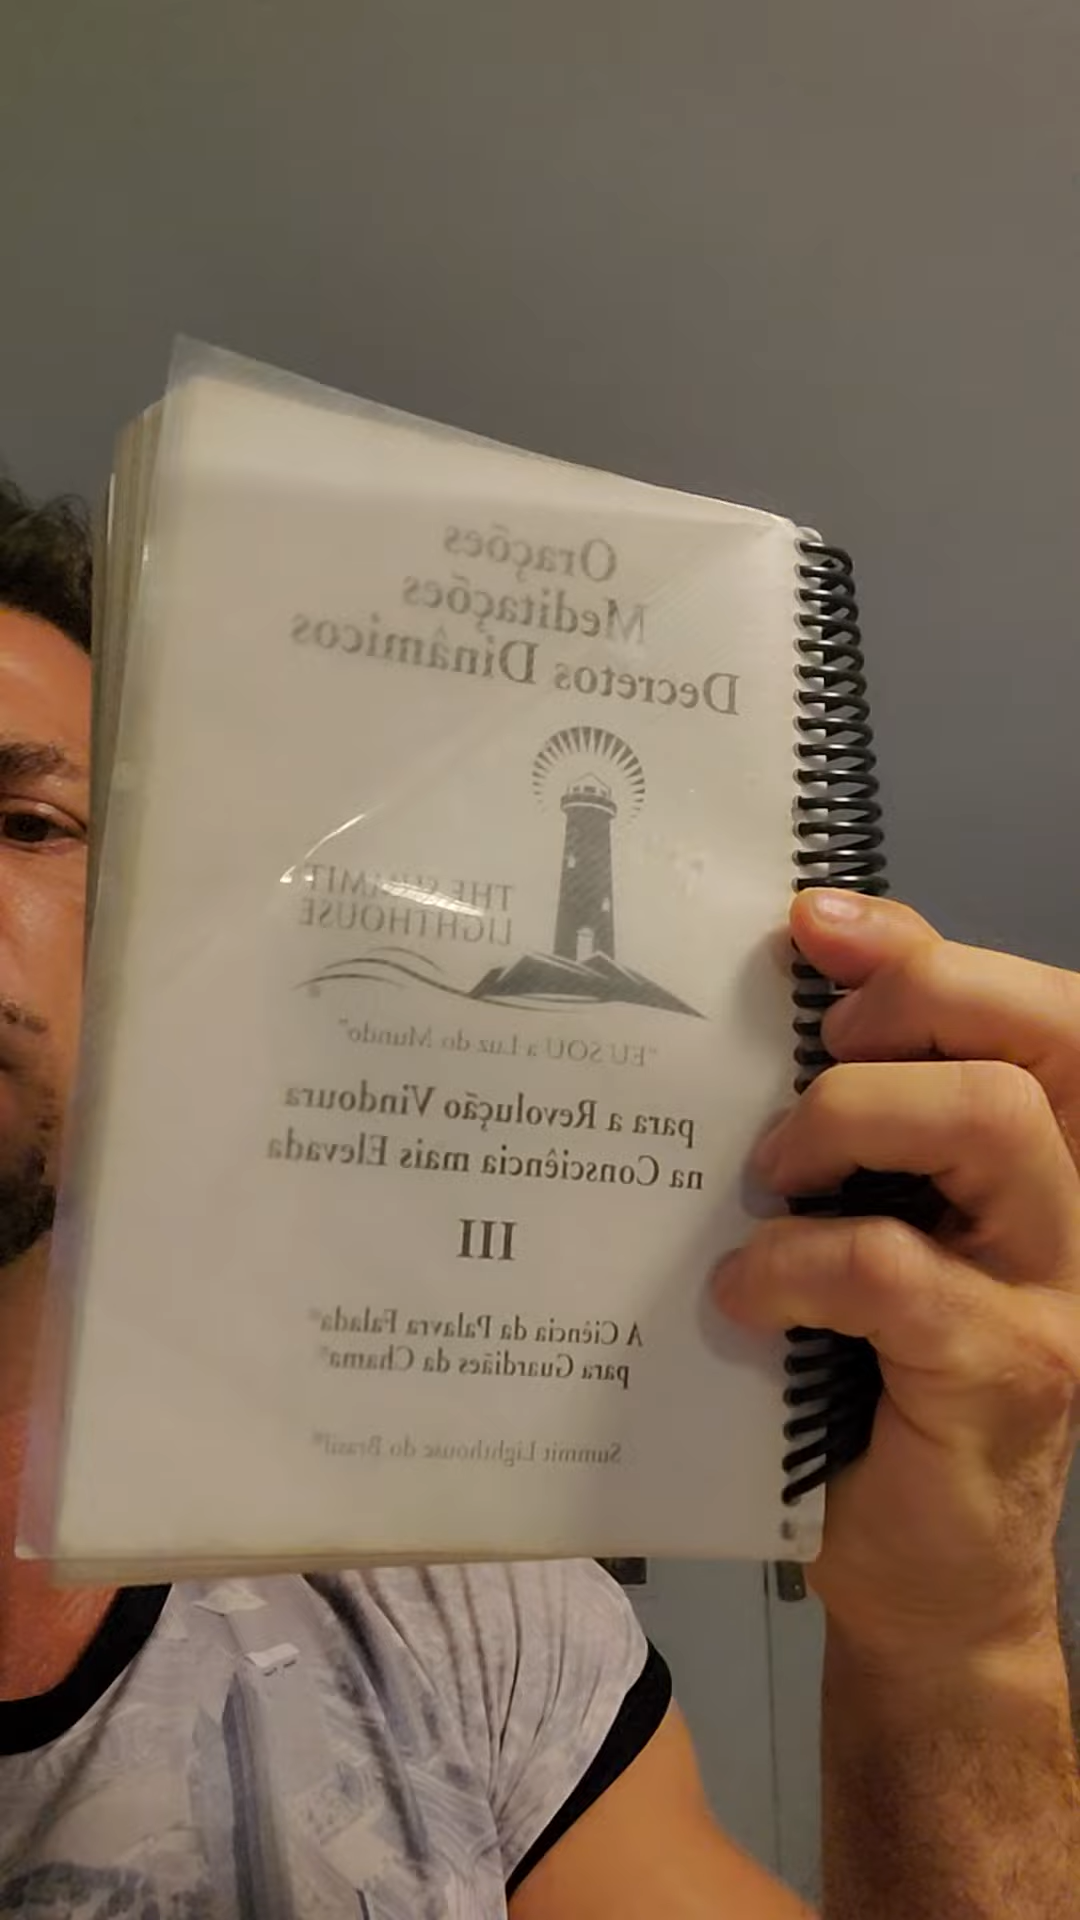 Orações
Meditações
Decretos Dinâmicos
THE SUMMIT
LIGHTHOUSE
"EU SOU a Luz do Mundo"
para a Revolução Vindoura
na Consciência mais Elevada
III
A Ciência da Palavra Falada®
para Guardiães da Chama®
Summit Lighthouse do Brasil®